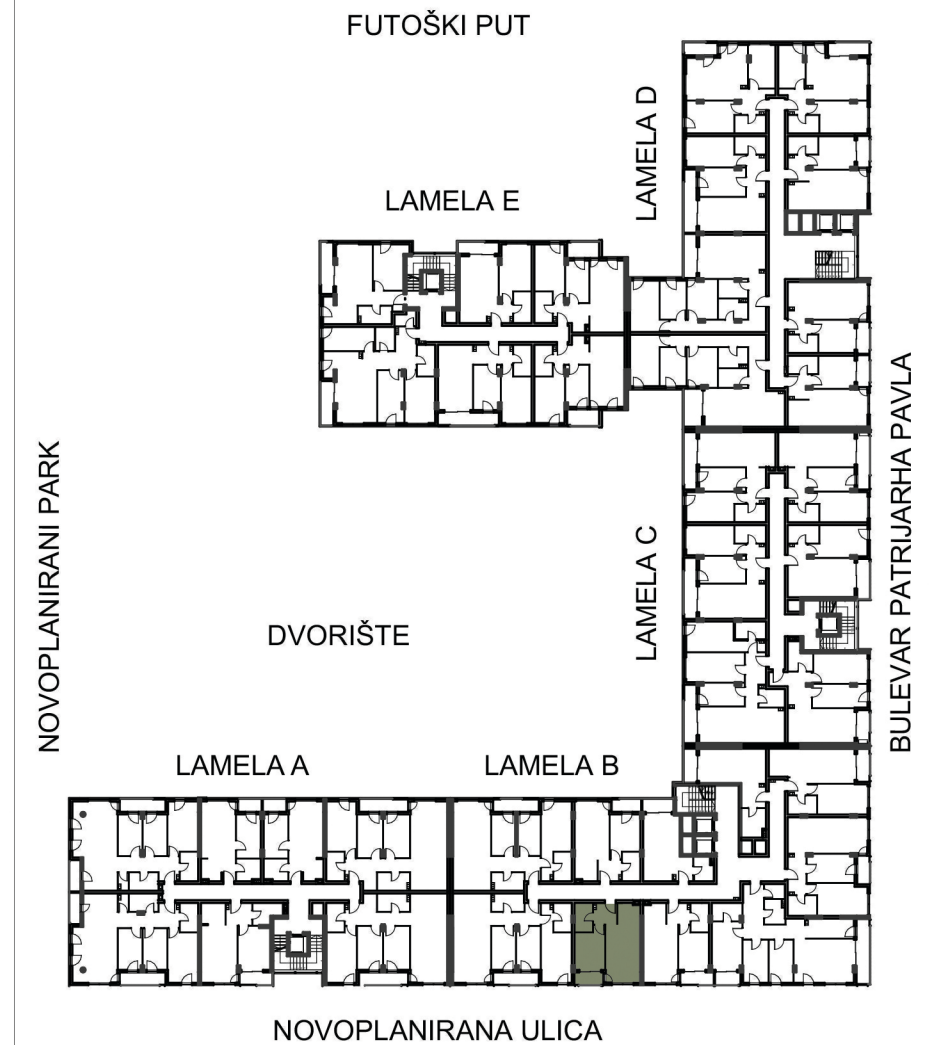 FUTOŠKI PUT
LAMELA D
LAMELA E
BULEVAR PATRIJARHA PAVLA
NOVOPLANIRANI PARK
LAMELA C
DVORIŠTE
LAMELA A
LAMELA B
NOVOPLANIRANA ULICA